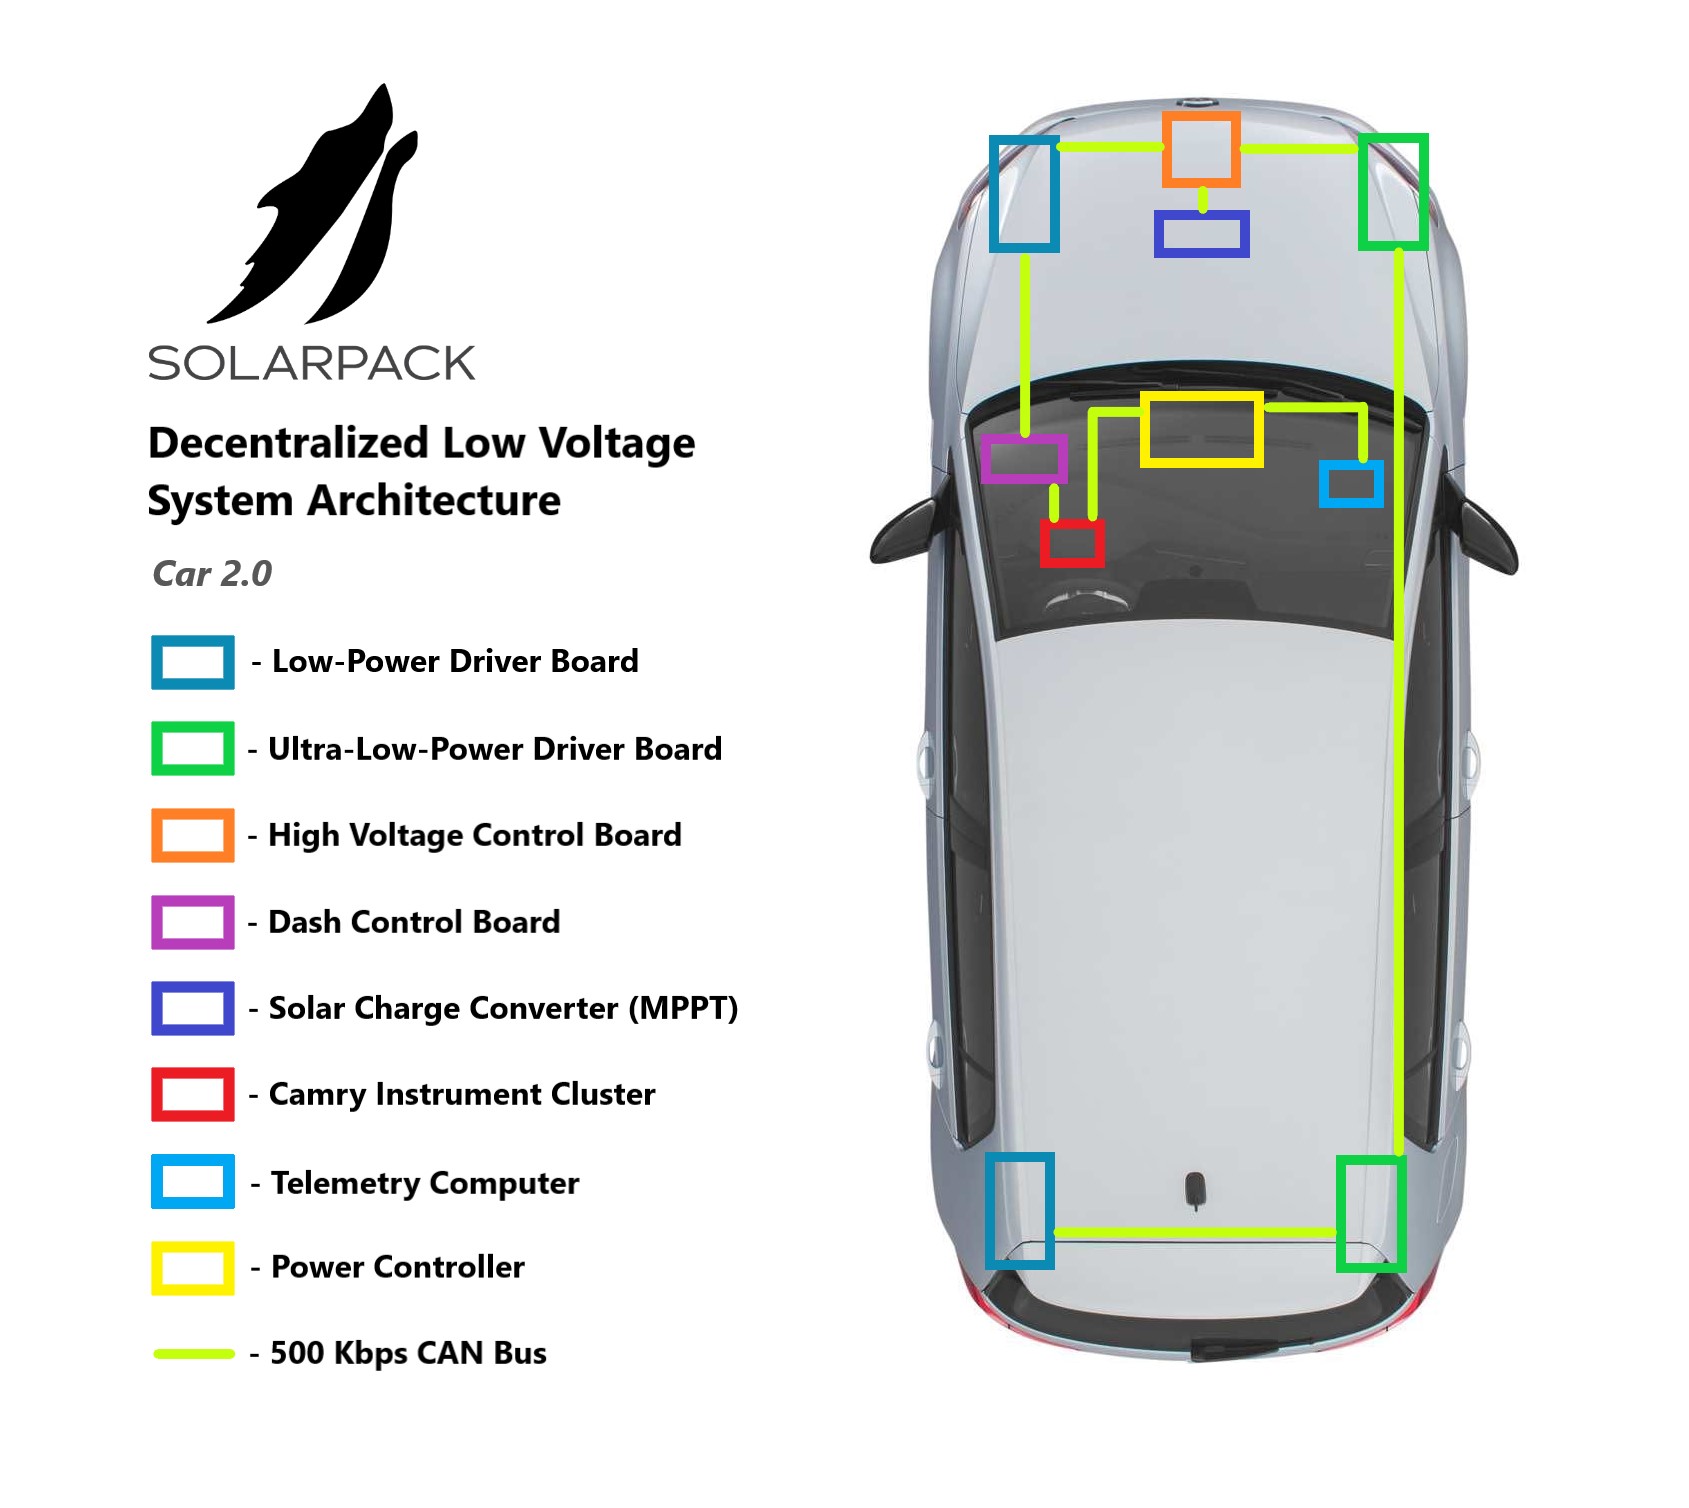 SOLARPACK
Decentralized Low Voltage
System Architecture
Car 2.0
- Low-Power Driver Board
- Ultra-Low-Power Driver Board
- High Voltage Control Board
- Dash Control Board
- Solar Charge Converter (MPPT)
- Camry Instrument Cluster
- Telemetry Computer
- Power Controller
- 500 Kbps CAN Bus